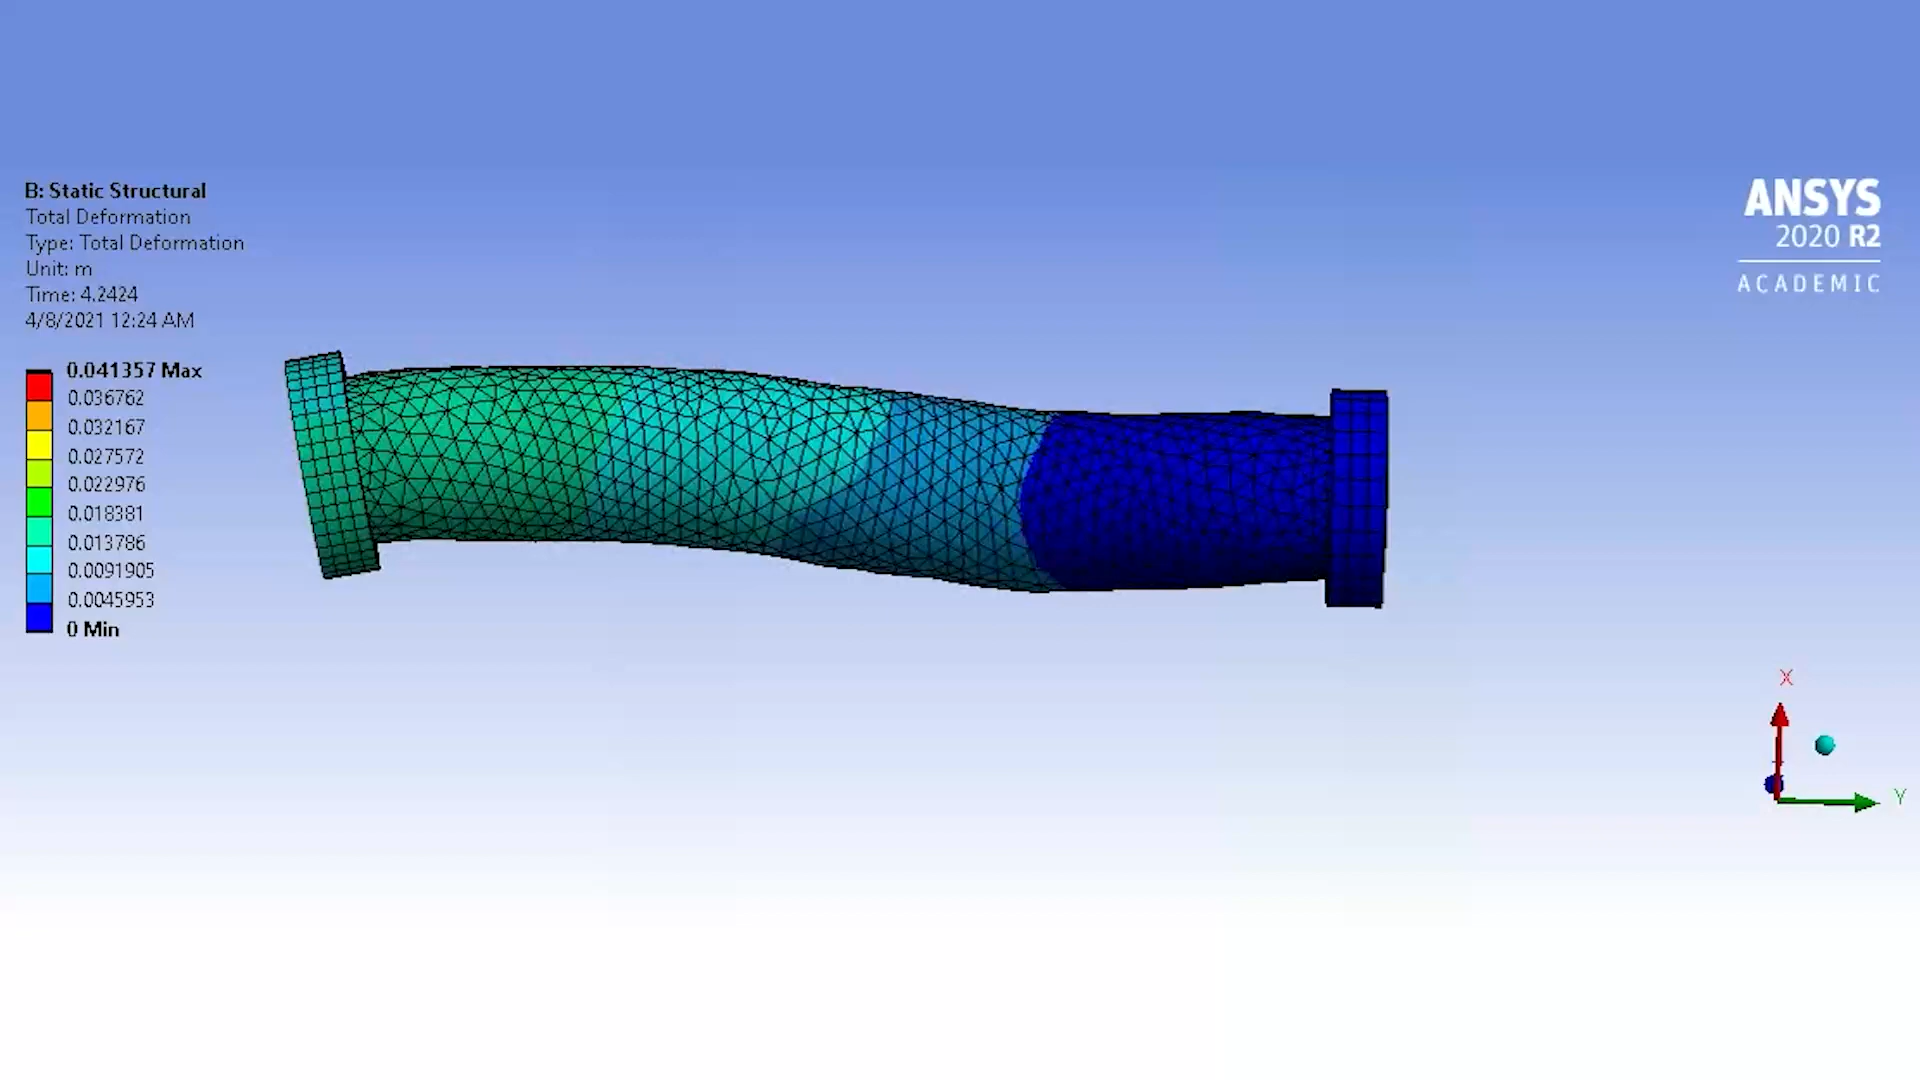 B: Static Structural
Total Deformation
Type: Total Deformation
Unit: m
Time: 4.2424
4/8/2021 12:24 AM
0.041357 Max
0.036762
0.032167
0.027572
0.022976
0.018381
0.013786
0.0091905
0.0045953
0 Min
ANSYS
2020 R2
ACADEMIC
X
Y